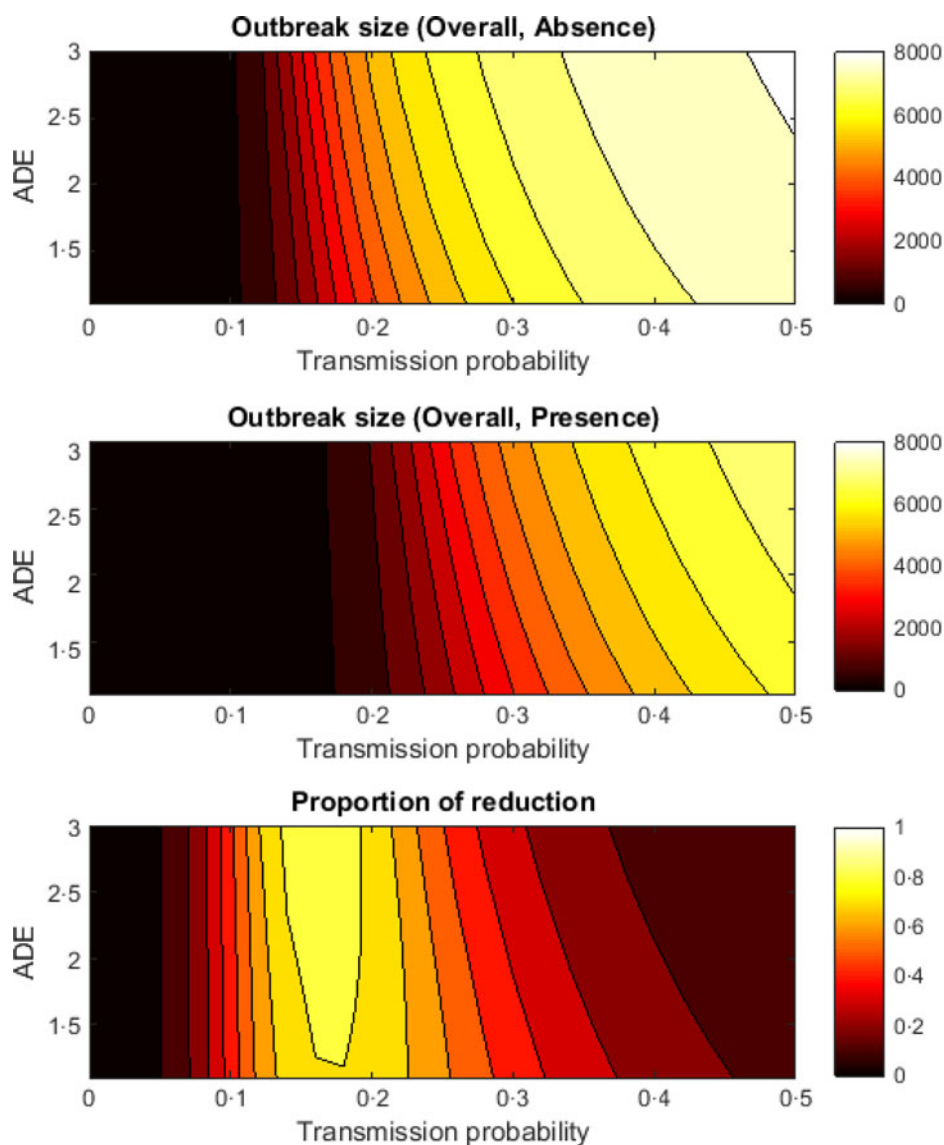 Outbreak size (Overall, Absence)
3
2·5
2
1·5
ADE
0 0·1 0·2 0·3 0·4 0·5
Transmission probability
8000
6000
4000
2000
0
Outbreak size (Overall, Presence)
3
2·5
2
1·5
ADE
0 0·1 0·2 0·3 0·4 0·5
Transmission probability
8000
6000
4000
2000
0
Proportion of reduction
3
2·5
2
1·5
ADE
0 0·1 0·2 0·3 0·4 0·5
Transmission probability
1
0·8
0·6
0·4
0·2
0